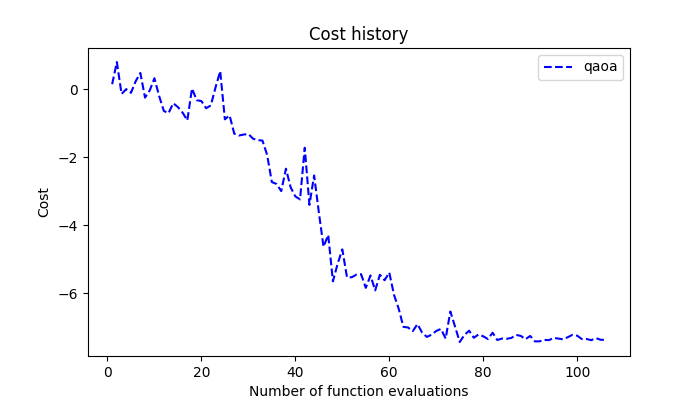 Cost history
qaoa
0
−2
−4
−6
Cost
0 20 40 60 80 100
Number of function evaluations